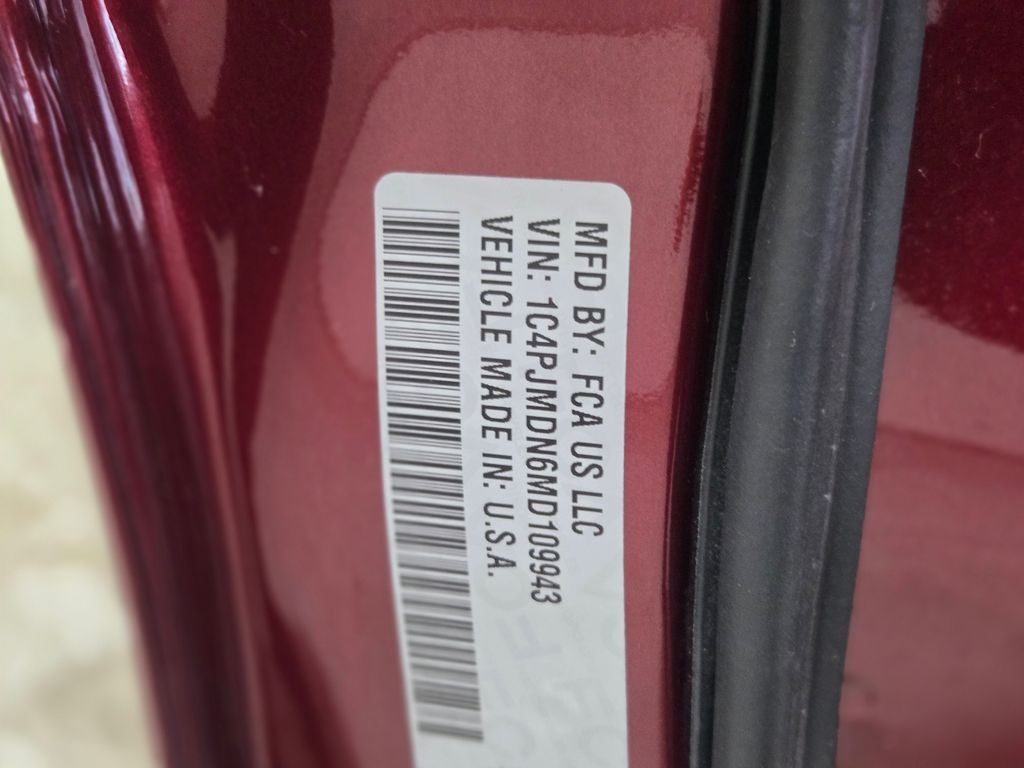 MFD BY: FCA US LLC
VIN: 1C4PJMDN6MD109943
VEHICLE MADE IN: U.S.A.